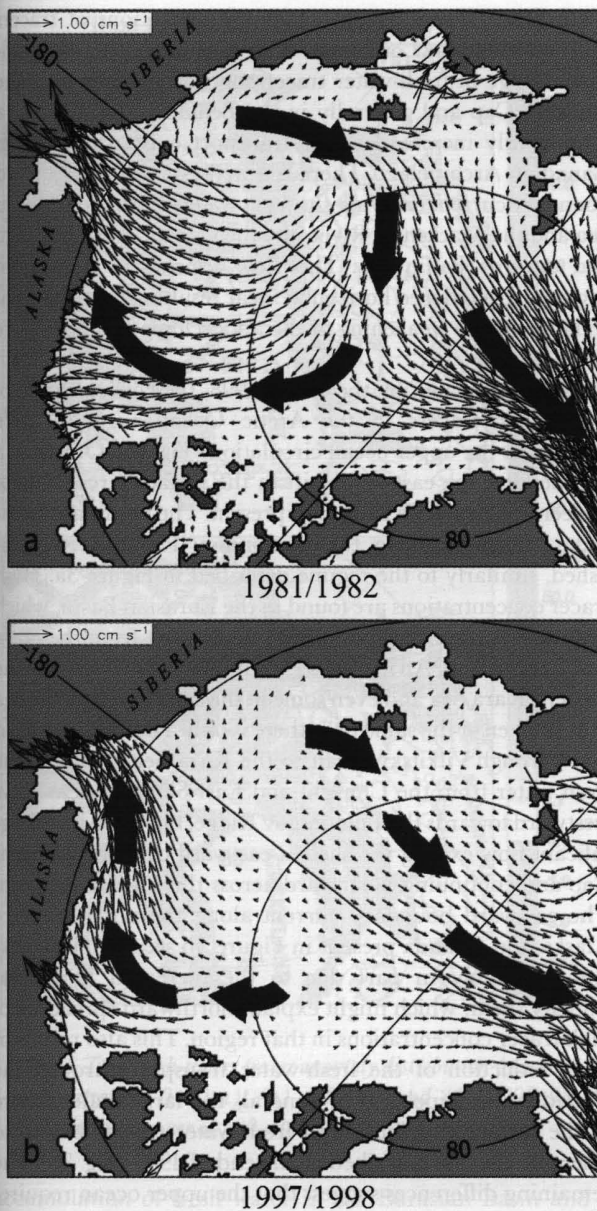 1.00 cm s⁻¹
180
SIBERIA
ALASKA
a
80
1981/1982
1.00 cm s⁻¹
180
SIBERIA
ALASKA
b
80
1997/1998